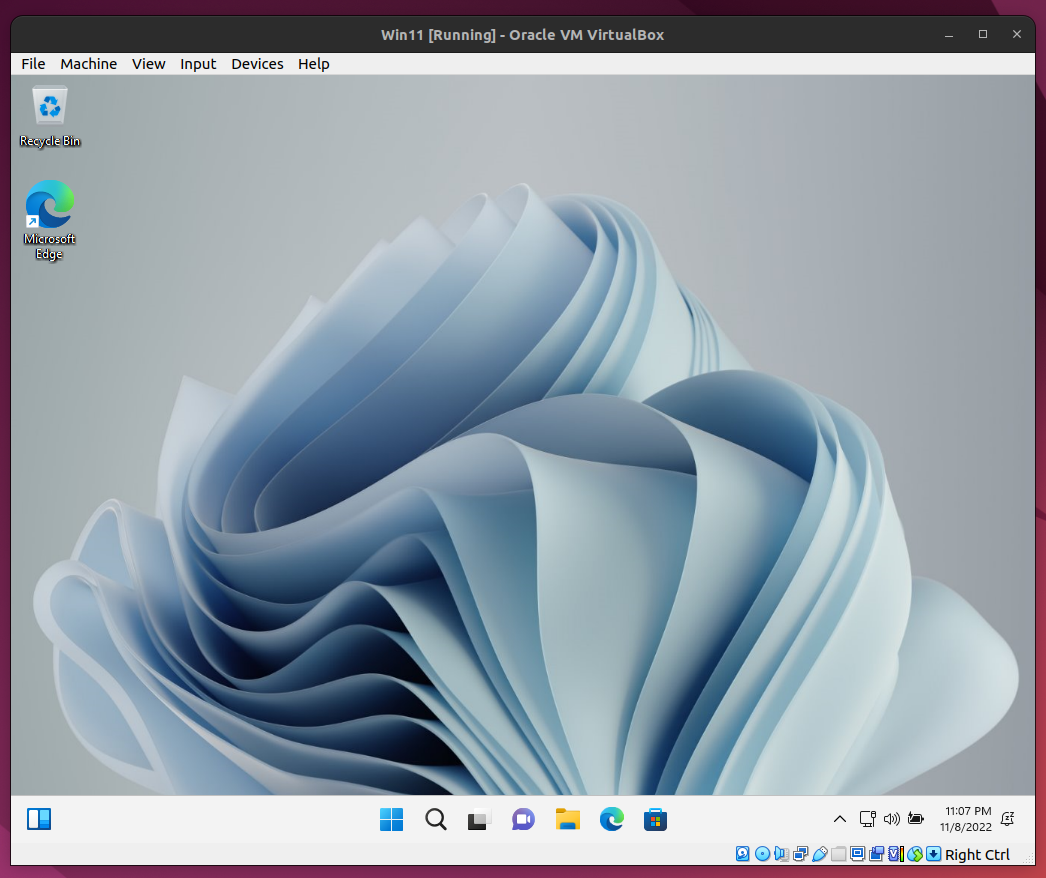 Win11 [Running] - Oracle VM VirtualBox
File Machine View Input Devices Help
Recycle Bin
Microsoft
Edge
11:07 PM
11/8/2022
Right Ctrl